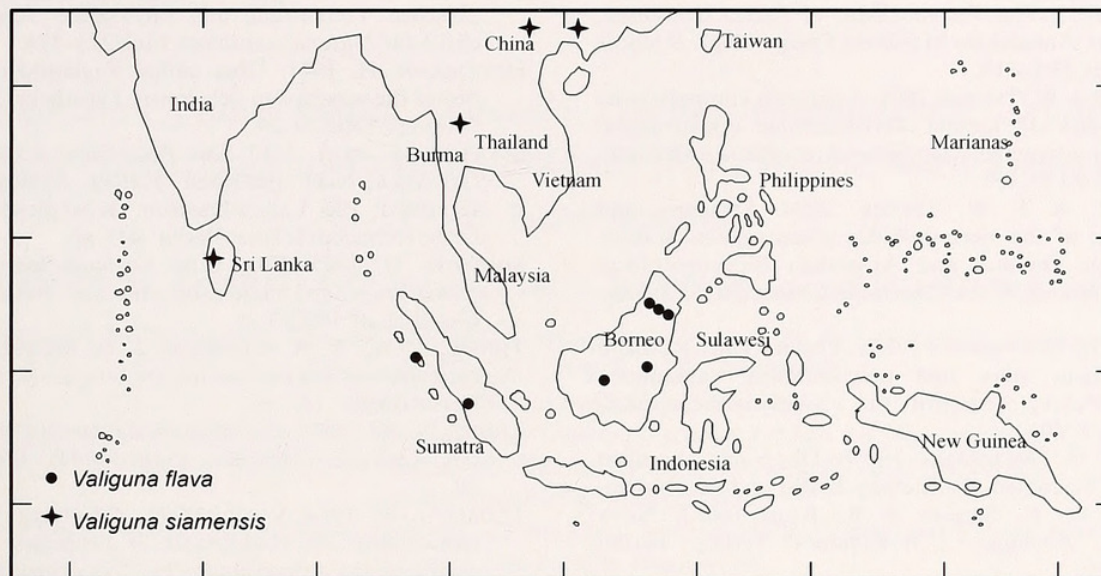 China
Taiwan
India
Thailand
Marianas
Burma
Vietnam
Philippines
Sri Lanka
Malaysia
Borneo
Sulawesi
Sumatra
New Guinea
Indonesia
Valiguna flava
Valiguna siamensis